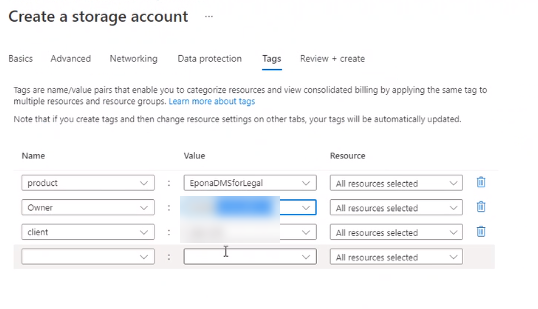 Create a storage account ...
Basics Advanced Networking Data protection Tags Review + create
Tags are name/value pairs that enable you to categorize resources and view consolidated billing by applying the same tag to
multiple resources and resource groups. Learn more about tags
Note that if you create tags and then change resource settings on other tabs, your tags will be automatically updated.
Name Value Resource
product : EponaDMSforLegal All resources selected
Owner : All resources selected
client : All resources selected
: All resources selected